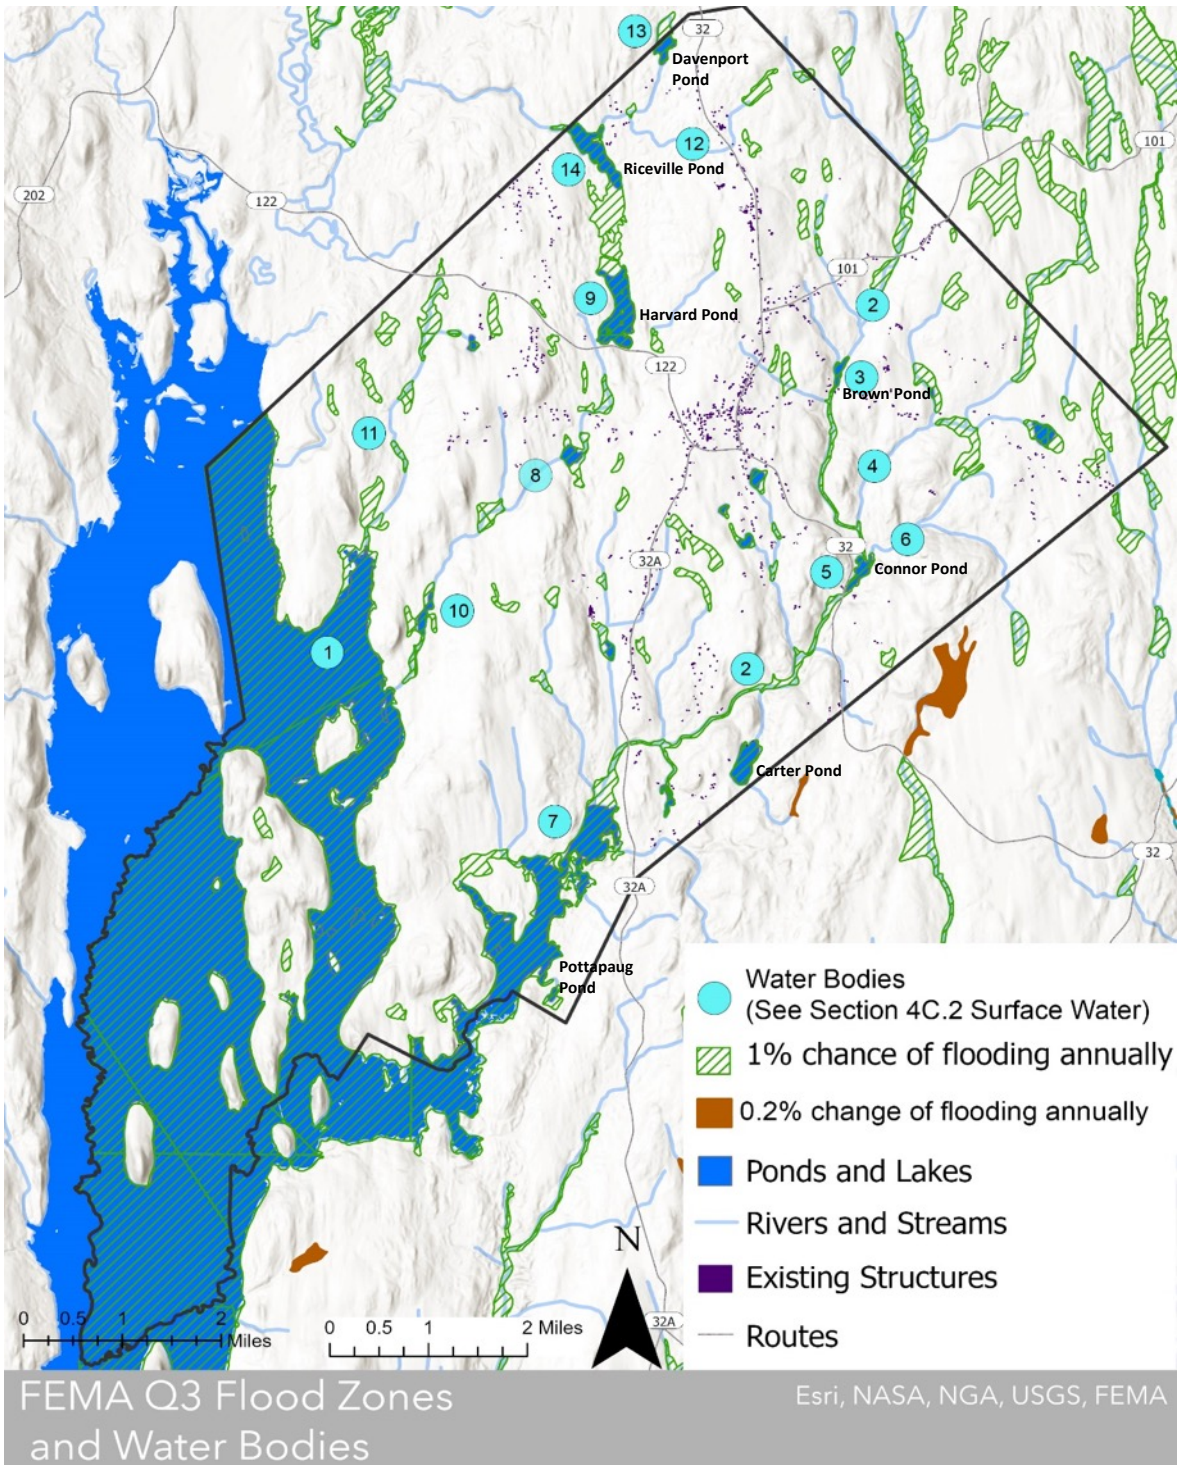 13
32
Davenport
Pond
12
101
14
Riceville Pond
202
122
101
9
2
Harvard Pond
122
3
Brown Pond
11
8
4
6
32
32A
5
Connor Pond
10
1
2
Carter Pond
7
32
32A
Pottapaug
Pond
Water Bodies
(See Section 4C.2 Surface Water)
1% chance of flooding annually
0.2% change of flooding annually
Ponds and Lakes
Rivers and Streams
N
Existing Structures
0 0.5 1 2 Miles
0 0.5 1 2 Miles
32A
Routes
FEMA Q3 Flood Zones
and Water Bodies
Esri, NASA, NGA, USGS, FEMA